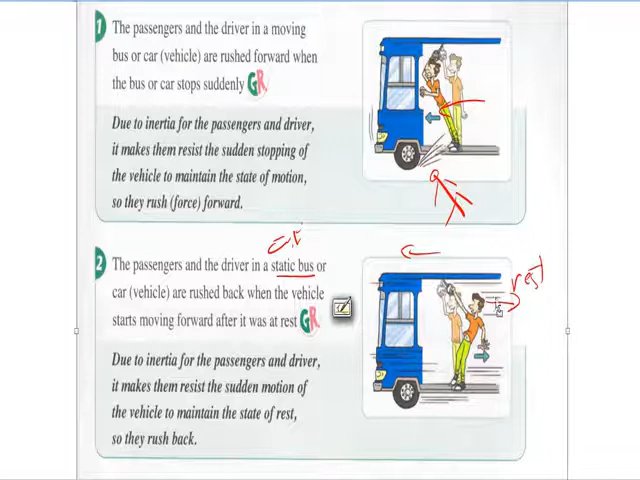 1 The passengers and the driver in a moving
bus or car (vehicle) are rushed forward when
the bus or car stops suddenly GR
Due to inertia for the passengers and driver,
it makes them resist the sudden stopping of
the vehicle to maintain the state of motion,
so they rush (force) forward.
2 The passengers and the driver in a static bus or
car (vehicle) are rushed back when the vehicle
starts moving forward after it was at rest GR
Due to inertia for the passengers and driver,
it makes them resist the sudden motion of
the vehicle to maintain the state of rest,
so they rush back.
rest